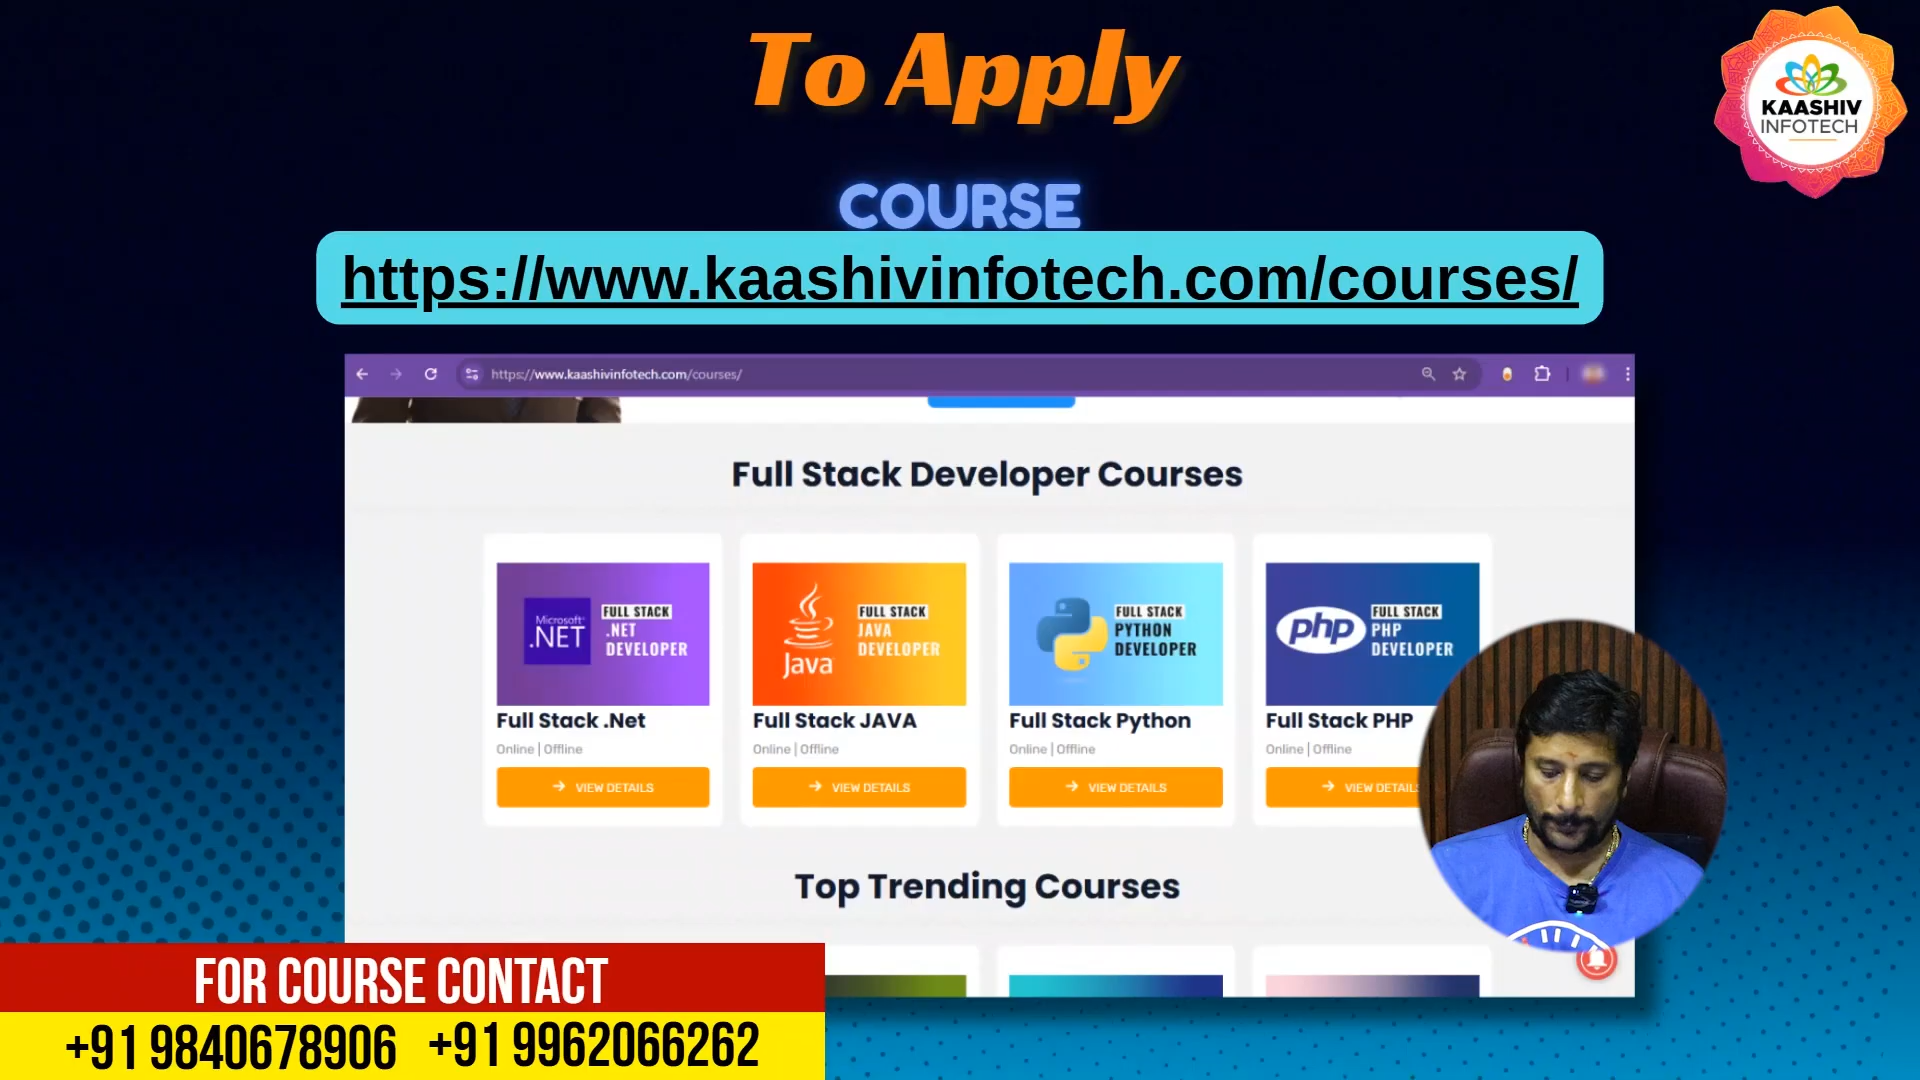 To Apply
KAASHIV
INFOTECH
COURSE
https://www.kaashivinfotech.com/courses/
https://www.kaashivinfotech.com/courses/
Full Stack Developer Courses
Microsoft
.NET
FULL STACK
.NET
DEVELOPER
Full Stack .Net
Online | Offline
VIEW DETAILS
Java
FULL STACK
JAVA
DEVELOPER
Full Stack JAVA
Online | Offline
VIEW DETAILS
FULL STACK
PYTHON
DEVELOPER
Full Stack Python
Online | Offline
VIEW DETAILS
php
FULL STACK
PHP
DEVELOPER
Full Stack PHP
Online | Offline
VIEW DETAILS
Top Trending Courses
FOR COURSE CONTACT
+91 9840678906 +91 9962066262